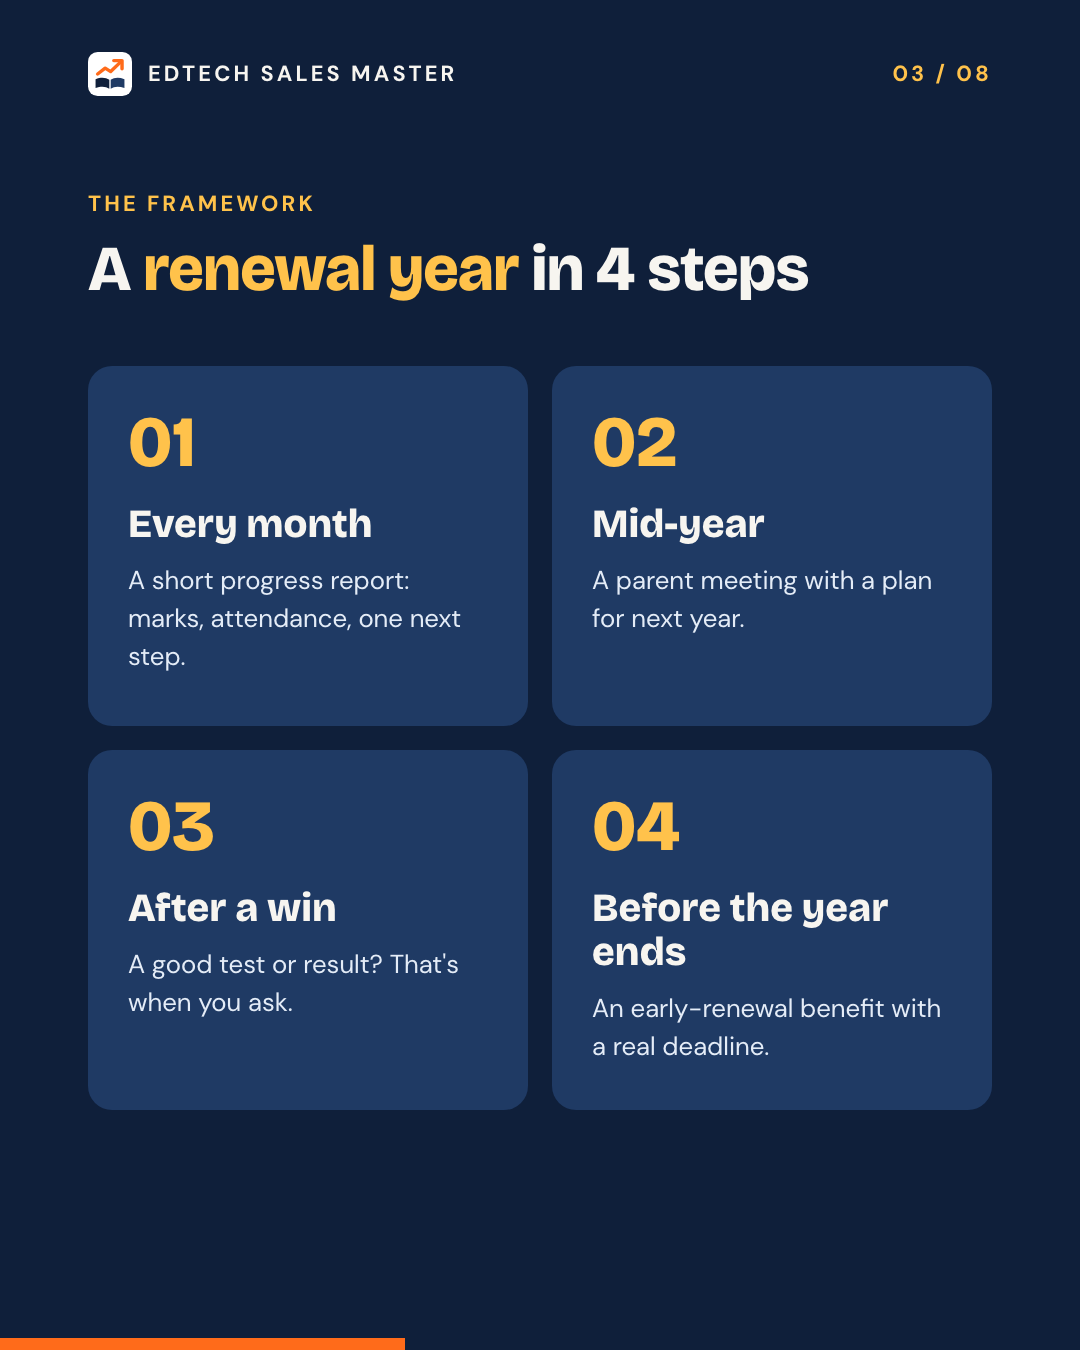 EDTECH SALES MASTER
03 / 08
THE FRAMEWORK
A renewal year in 4 steps
01
Every month
A short progress report:
marks, attendance, one next
step.
02
Mid-year
A parent meeting with a plan
for next year.
03
After a win
A good test or result? That's
when you ask.
04
Before the year
ends
An early-renewal benefit with
a real deadline.